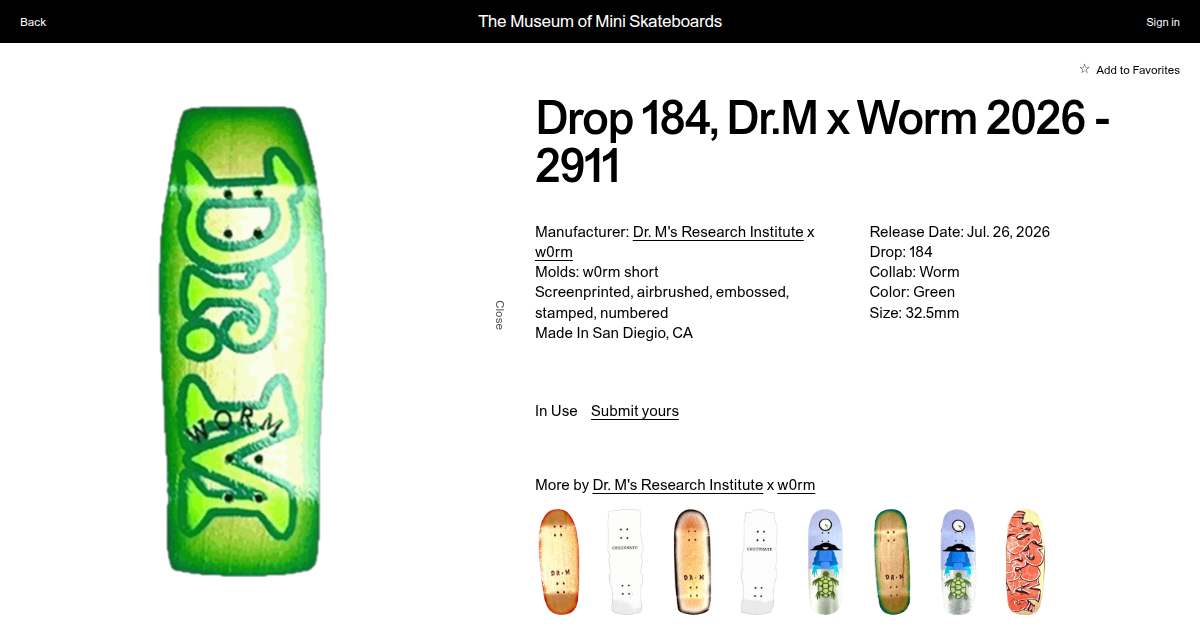 Back
The Museum of Mini Skateboards
Sign in
☆ Add to Favorites
Drop 184, Dr.M x Worm 2026 -
2911
Manufacturer: Dr. M's Research Institute x
w0rm
Molds: w0rm short
Screenprinted, airbrushed, embossed,
stamped, numbered
Made In San Diegio, CA
Release Date: Jul. 26, 2026
Drop: 184
Collab: Worm
Color: Green
Size: 32.5mm
Close
Dr. M
WORM
In Use Submit yours
More by Dr. M's Research Institute x w0rm
DR.M
DR.M
DR.M